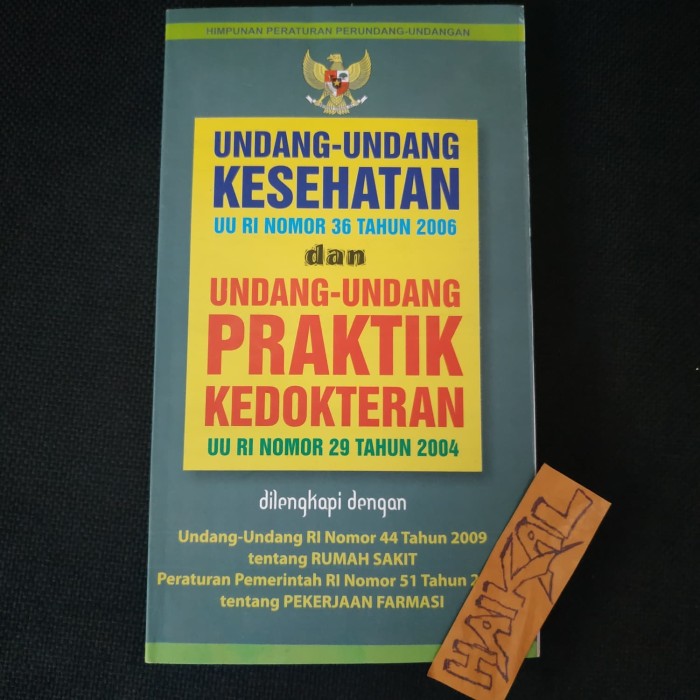 HIMPUNAN PERATURAN PERUNDANG-UNDANGAN
UNDANG-UNDANG
KESEHATAN
UU RI NOMOR 36 TAHUN 2006
dan
UNDANG-UNDANG
PRAKTIK
KEDOKTERAN
UU RI NOMOR 29 TAHUN 2004
dilengkapi dengan
Undang-Undang RI Nomor 44 Tahun 2009
tentang RUMAH SAKIT
Peraturan Pemerintah RI Nomor 51 Tahun
tentang PEKERJAAN FARMASI
HAIKAL